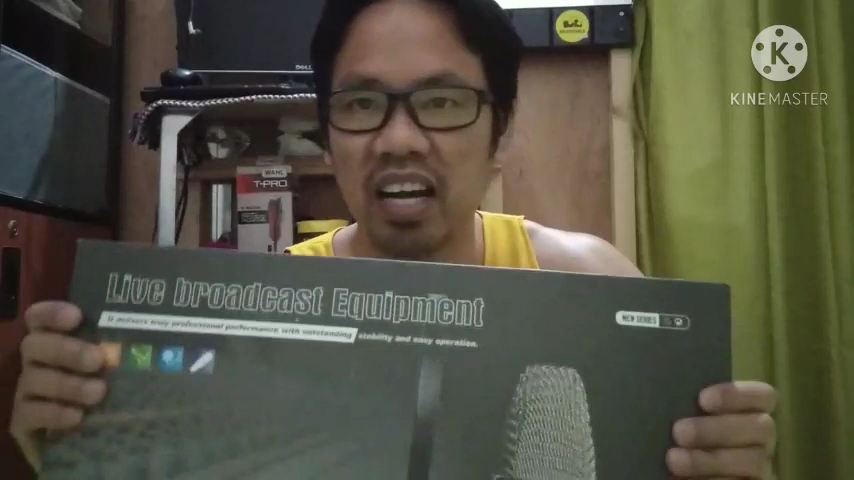 KINEMASTER
K
DELL
WAHL
T-PRO
Live broadcast Equipment
It delivers easy professional performance with outstanding stability and easy operation.
NEW SERIES